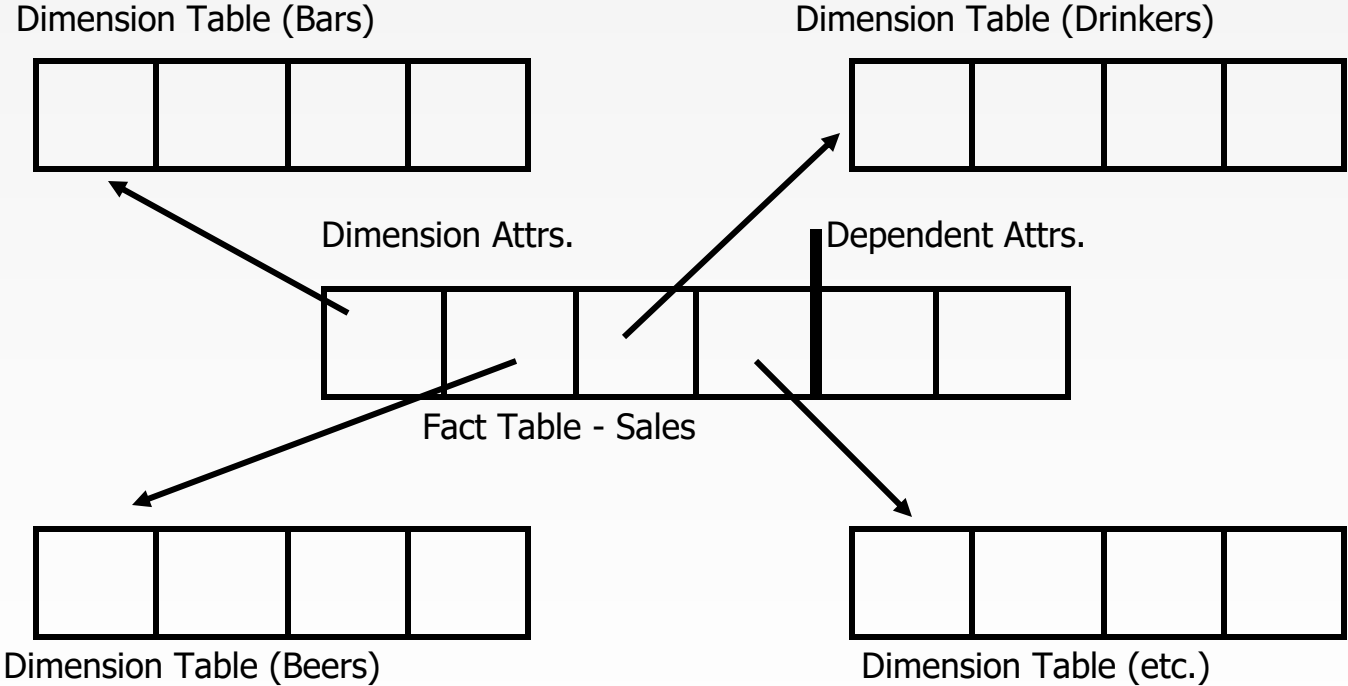 Dimension Table (Bars)
Dimension Table (Drinkers)
Dimension Attrs.
Dependent Attrs.
Fact Table - Sales
Dimension Table (Beers)
Dimension Table (etc.)